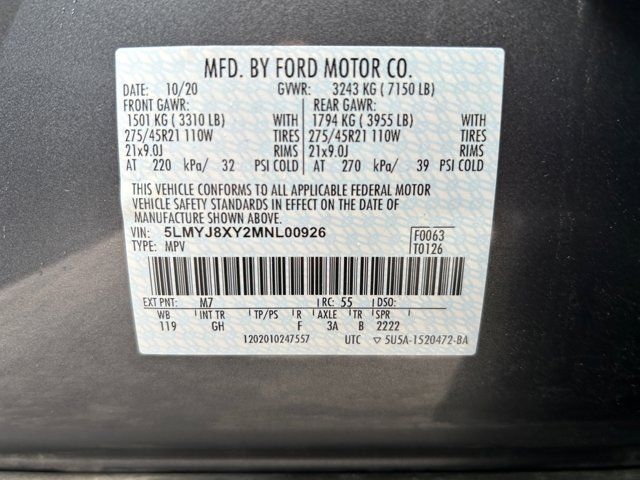 MFD. BY FORD MOTOR CO.
DATE: 10/20 GVWR: 3243 KG ( 7150 LB)
FRONT GAWR: REAR GAWR:
1501 KG ( 3310 LB) WITH 1794 KG ( 3955 LB) WITH
275/45R21 110W TIRES 275/45R21 110W TIRES
21x9.0J RIMS 21x9.0J RIMS
AT 220 kPa/ 32 PSI COLD AT 270 kPa/ 39 PSI COLD
THIS VEHICLE CONFORMS TO ALL APPLICABLE FEDERAL MOTOR
VEHICLE SAFETY STANDARDS IN EFFECT ON THE DATE OF
MANUFACTURE SHOWN ABOVE.
VIN: 5LMYJ8XY2MNL00926 F0063
TYPE: MPV T0126
EXT PNT: M7 RC: 55 DSO:
WB INT TR TP/PS R AXLE TR SPR
119 GH F 3A B 2222
1202010247557 UTC 5U5A-1520472-BA